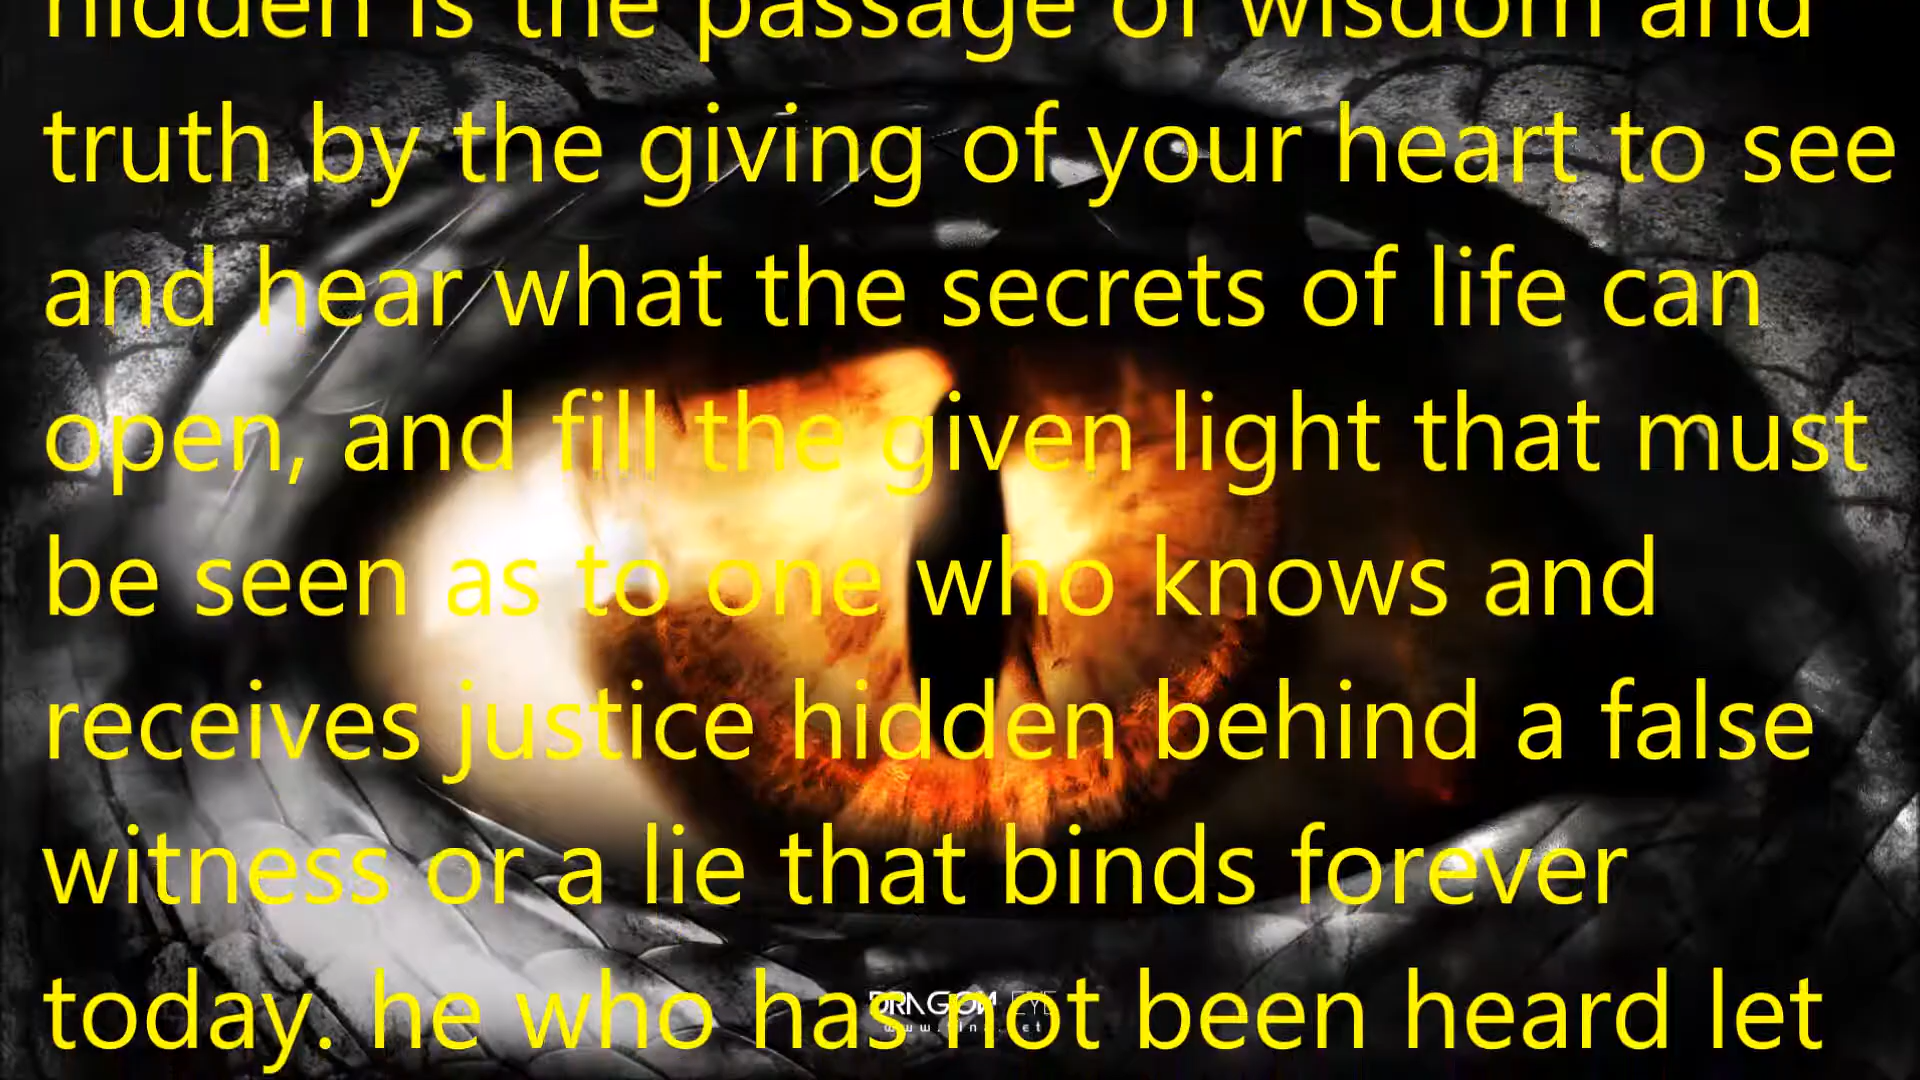 hidden is the passage of wisdom and
truth by the giving of your heart to see
and hear what the secrets of life can
open, and fill the given light that must
be seen as to one who knows and
receives justice hidden behind a false
witness or a lie that binds forever
today. he who has not been heard let
DRAGON EYE